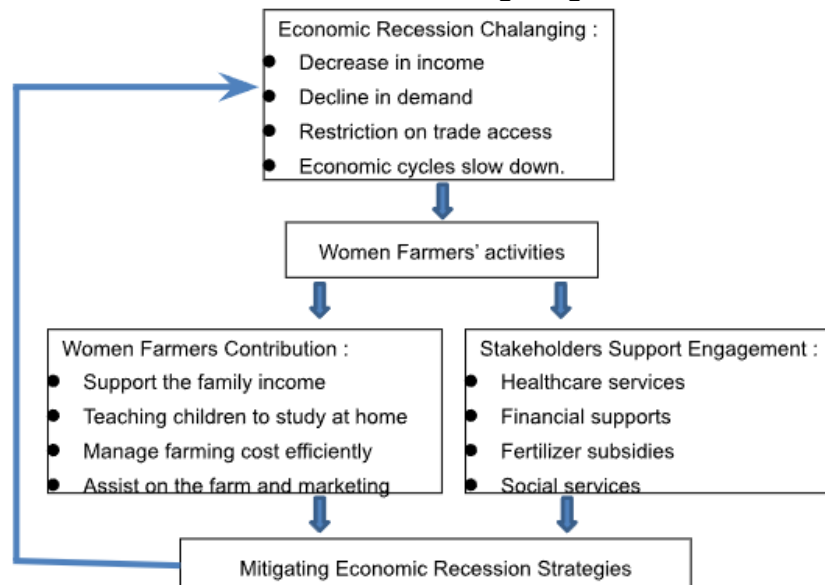 Economic Recession Chalanging :
● Decrease in income
● Decline in demand
● Restriction on trade access
● Economic cycles slow down.
Women Farmers' activities
Women Farmers Contribution :
● Support the family income
● Teaching children to study at home
● Manage farming cost efficiently
● Assist on the farm and marketing
Stakeholders Support Engagement :
● Healthcare services
● Financial supports
● Fertilizer subsidies
● Social services
Mitigating Economic Recession Strategies